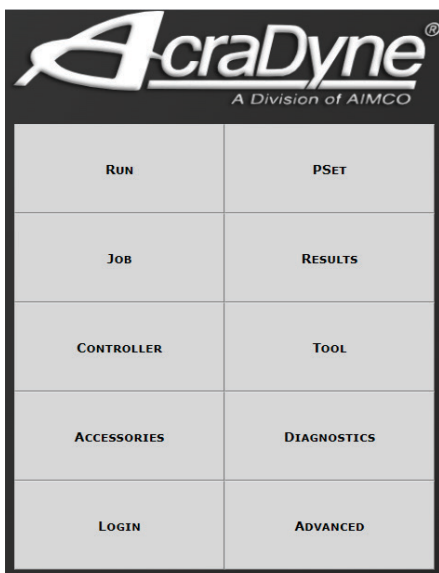 AcraDyne®
A Division of AIMCO
RUN PSET
JOB RESULTS
CONTROLLER TOOL
ACCESSORIES DIAGNOSTICS
LOGIN ADVANCED